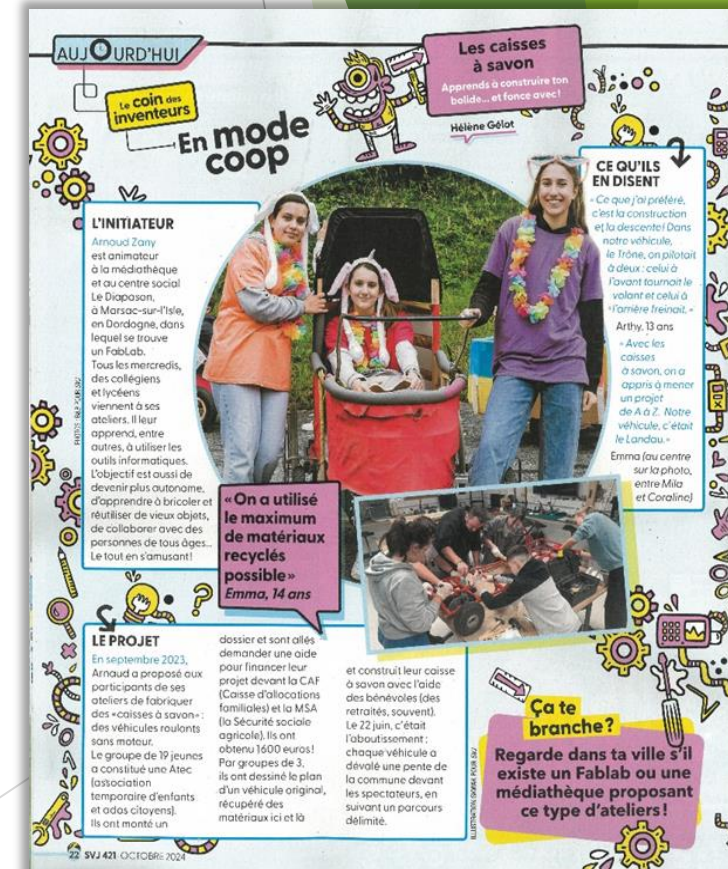 AUJOURD'HUI
Le coin des
inventeurs
En mode
coop
Les caisses
à savon
Apprends à construire ton
bolide... et fonce avec!
Hélène Gélot
L'INITIATEUR
Arnaud Zany
est animateur
à la médiathèque
et au centre social
Le Diapason,
à Marsac-sur-l'Isle,
en Dordogne, dans
lequel se trouve
un FabLab.
Tous les mercredis,
des collégiens
et lycéens
viennent à ses
ateliers. Il leur
apprend, entre
autres, à utiliser les
outils informatiques.
L'objectif est aussi de
devenir plus autonome,
d'apprendre à bricoler et
réutiliser de vieux objets,
de collaborer avec des
personnes de tous âges...
Le tout en s'amusant!
CE QU'ILS
EN DISENT
« Ce que j'ai préféré,
c'est la construction
et la descente! Dans
notre véhicule,
le Trône, on pilotait
à deux : celui à
l'avant tournait le
volant et celui à
l'arrière freinait. »
Arthy, 13 ans
« Avec les
caisses
à savon, on a
appris à mener
un projet
de A à Z. Notre
véhicule, c'était
le Landau. »
Emma (au centre
sur la photo,
entre Mila
et Coraline)
«On a utilisé
le maximum
de matériaux
recyclés
possible»
Emma, 14 ans
LE PROJET
En septembre 2023,
Arnaud a proposé aux
participants de ses
ateliers de fabriquer
des «caisses à savon» :
des véhicules roulants
sans moteur.
Le groupe de 19 jeunes
a constitué une Atec
(association
temporaire d'enfants
et ados citoyens).
Ils ont monté un
dossier et sont allés
demander une aide
pour financer leur
projet devant la CAF
(Caisse d'allocations
familiales) et la MSA
(la Sécurité sociale
agricole). Ils ont
obtenu 1600 euros!
Par groupes de 3,
ils ont dessiné le plan
d'un véhicule original,
récupéré des
matériaux ici et là
et construit leur caisse
à savon avec l'aide
des bénévoles (des
retraités, souvent).
Le 22 juin, c'était
l'aboutissement :
chaque véhicule a
dévalé une pente de
la commune devant
les spectateurs, en
suivant un parcours
délimité.
Ça te
branche?
Regarde dans ta ville s'il
existe un Fablab ou une
médiathèque proposant
ce type d'ateliers!
22 SVJ 421 OCTOBRE 2024